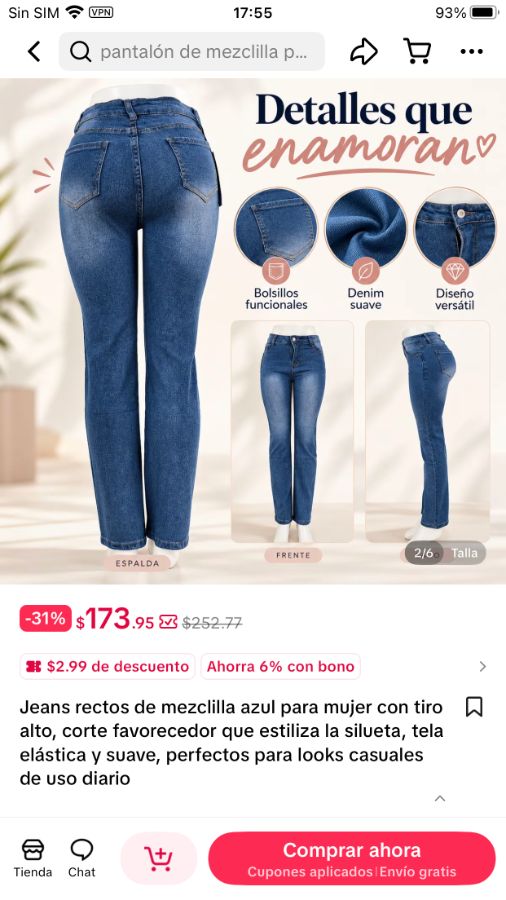 Sin SIM VPN 17:55 93%
pantalón de mezclilla p...
Detalles que
enamoran
Bolsillos
funcionales
Denim
suave
Diseño
versátil
ESPALDA
FRENTE
2/6 Talla
-31% $173.95 $252.77
$2.99 de descuento
Ahorra 6% con bono
Jeans rectos de mezclilla azul para mujer con tiro
alto, corte favorecedor que estiliza la silueta, tela
elástica y suave, perfectos para looks casuales
de uso diario
Tienda
Chat
Comprar ahora
Cupones aplicados|Envío gratis